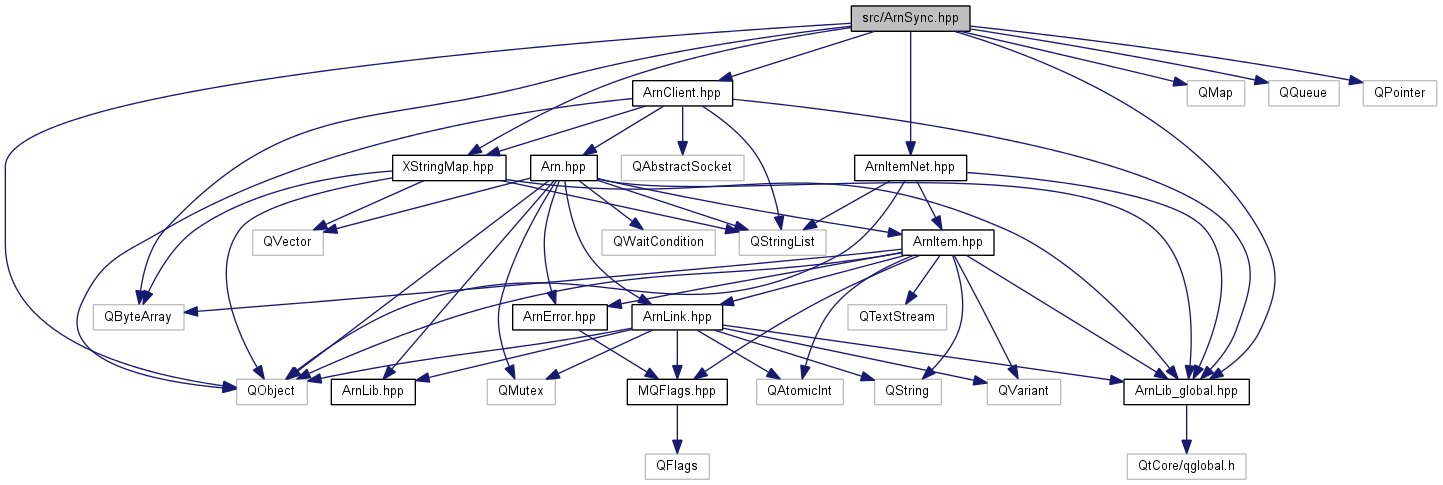 src/ArnSync.hpp
ArnClient.hpp
QMap
QQueue
QPointer
XStringMap.hpp
Arn.hpp
QAbstractSocket
ArnItemNet.hpp
QVector
QWaitCondition
QStringList
ArnItem.hpp
QByteArray
ArnError.hpp
ArnLink.hpp
QTextStream
QObject
ArnLib.hpp
QMutex
MQFlags.hpp
QAtomicInt
QString
QVariant
ArnLib_global.hpp
QFlags
QtCore/qglobal.h